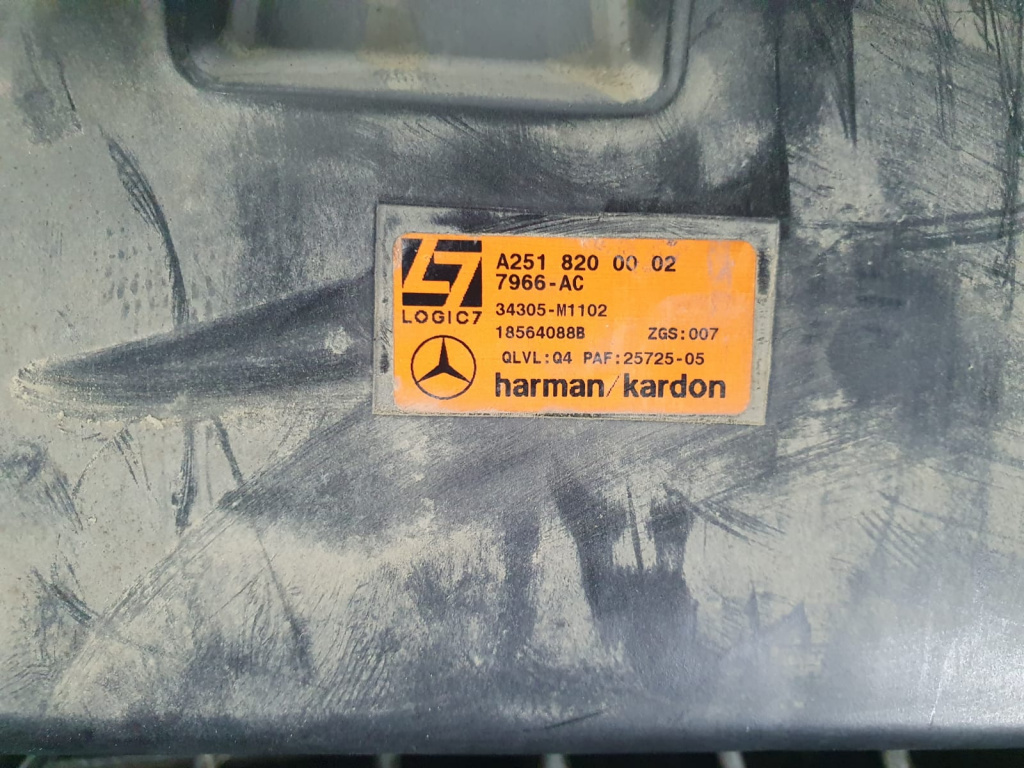 A251 820 00 02
7966-AC
LOGIC7
34305-M1102
18564088B ZGS:007
QLVL:Q4 PAF:25725-05
harman/kardon